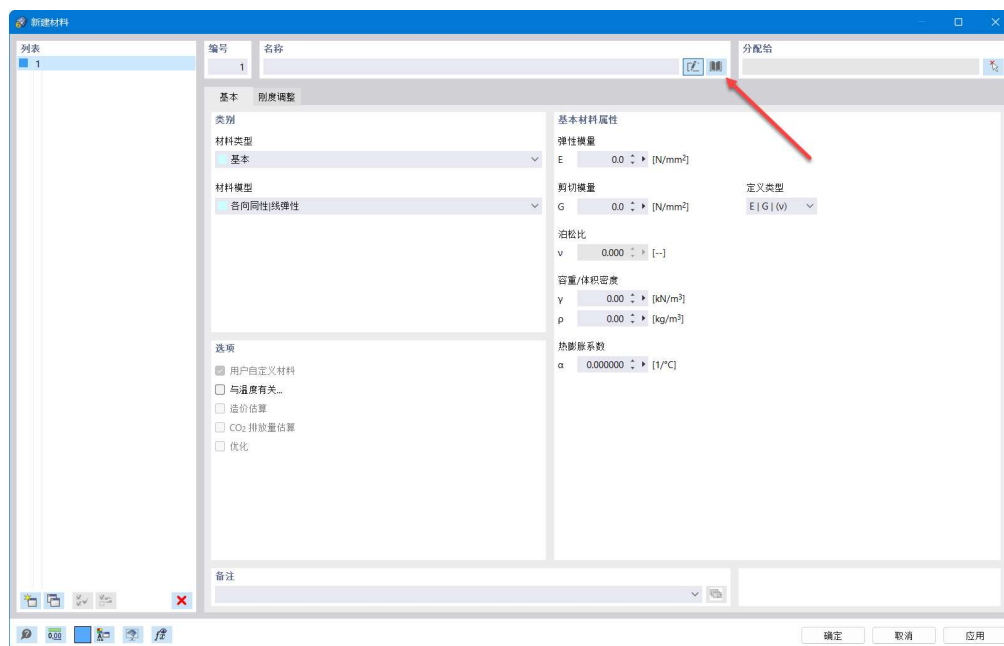 新建材料
列表
1
编号
1
名称
分配给
基本
刚度调整
类别
材料类型
基本
材料模型
各向同性|线弹性
选项
用户自定义材料
与温度有关...
造价估算
CO₂ 排放量估算
优化
基本材料属性
弹性模量
E 0.0 [N/mm²]
剪切模量
G 0.0 [N/mm²]
定义类型
E | G | (ν)
泊松比
ν 0.000 [--]
容重/体积密度
γ 0.00 [kN/m³]
ρ 0.00 [kg/m³]
热膨胀系数
α 0.000000 [1/°C]
备注
0,00
确定
取消
应用